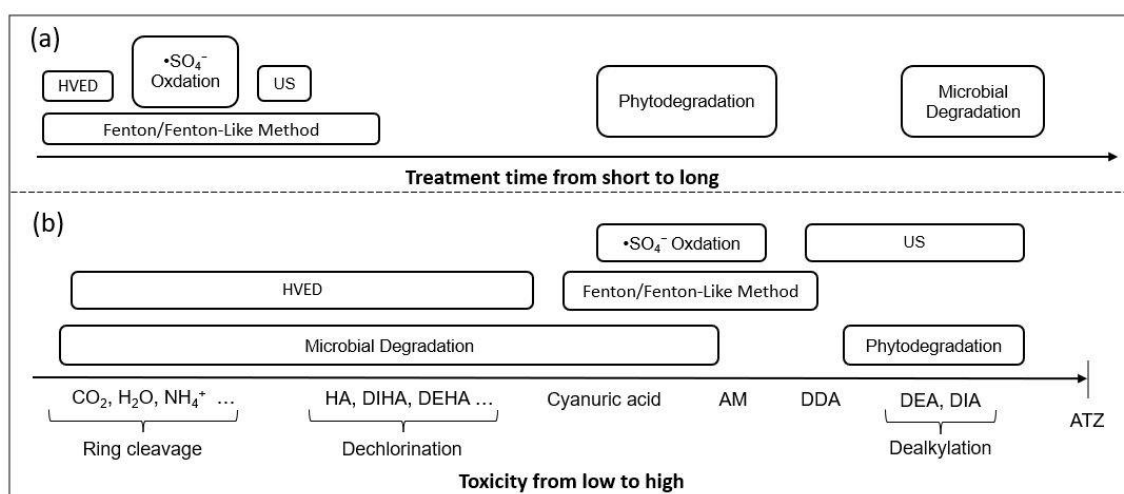 (a)
HVED
•SO₄⁻
Oxdation
US
Fenton/Fenton-Like Method
Phytodegradation
Microbial
Degradation
Treatment time from short to long
(b)
•SO₄⁻ Oxdation
US
HVED
Fenton/Fenton-Like Method
Microbial Degradation
Phytodegradation
CO₂, H₂O, NH₄⁺ ...
HA, DIHA, DEHA ...
Cyanuric acid
AM
DDA
DEA, DIA
ATZ
Ring cleavage
Dechlorination
Dealkylation
Toxicity from low to high